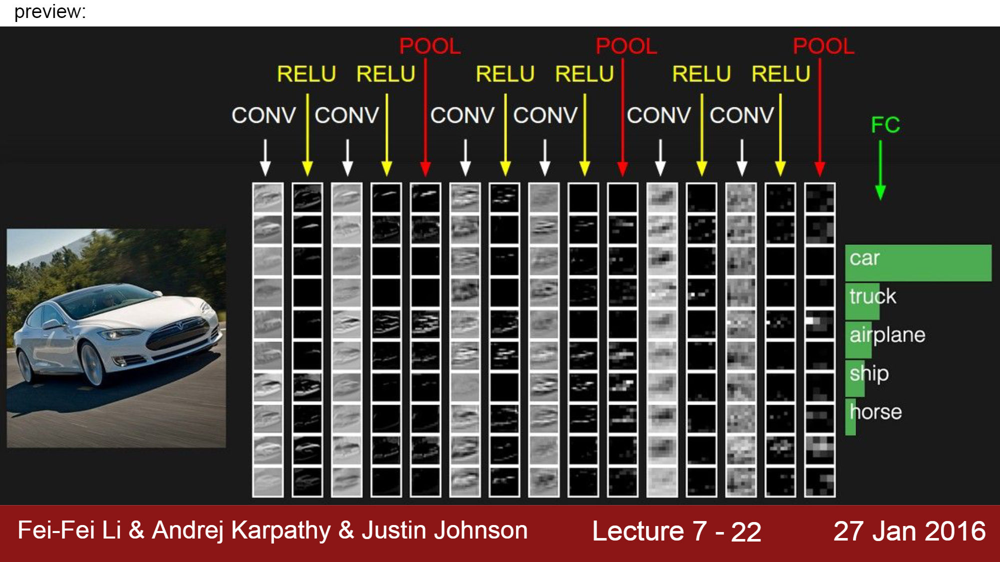 preview:
POOL POOL POOL
RELU RELU RELU RELU RELU RELU
CONV CONV CONV CONV CONV CONV
FC
car
truck
airplane
ship
horse
Fei-Fei Li & Andrej Karpathy & Justin Johnson Lecture 7 - 22 27 Jan 2016